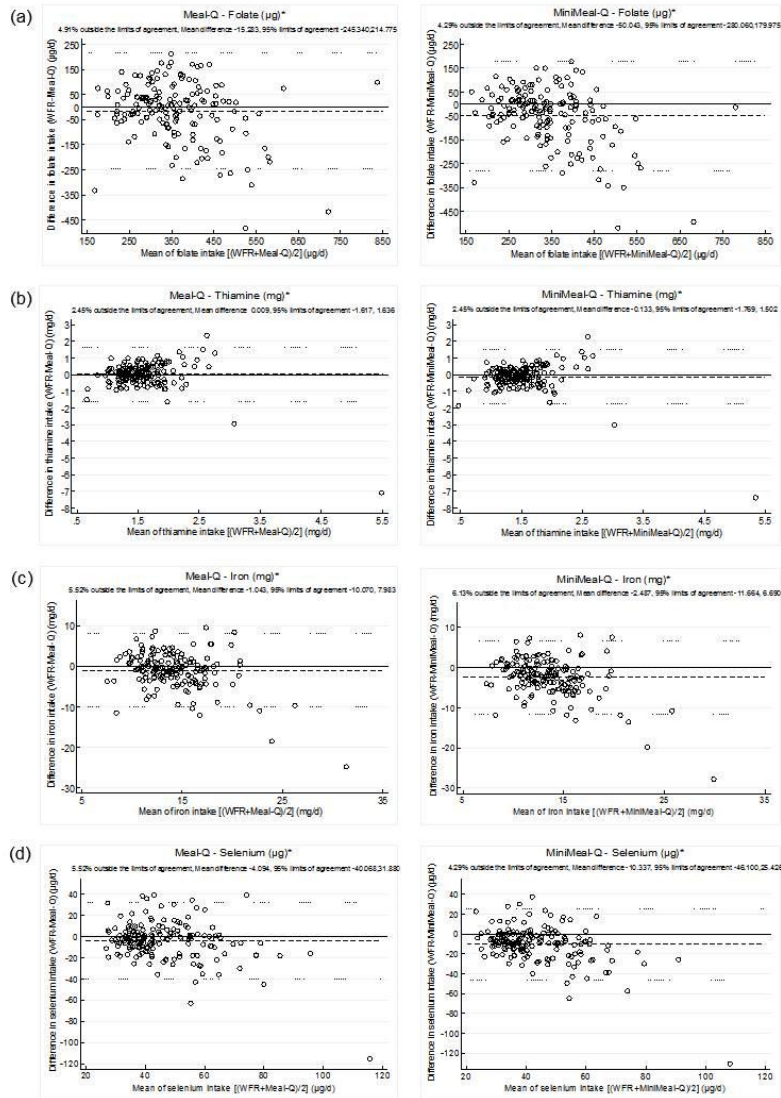 (a)
Meal-Q - Folate (µg)*
4.91% outside the limits of agreement, Mean difference -15.283, 95% limits of agreement -245.340,214.775
Difference in folate intake (WFR-Meal-Q) (µg/d)
250
150
50
0
-50
-150
-250
-350
-450
150 250 350 450 550 650 750 850
Mean of folate intake [(WFR+Meal-Q)/2] (µg/d)
MiniMeal-Q - Folate (µg)*
4.29% outside the limits of agreement, Mean difference -50.043, 95% limits of agreement -280.060,179.975
Difference in folate intake (WFR-MiniMeal-Q) (µg/d)
250
150
50
0
-50
-150
-250
-350
-450
150 250 350 450 550 650 750 850
Mean of folate intake [(WFR+MiniMeal-Q)/2] (µg/d)
(b)
Meal-Q - Thiamine (mg)*
2.45% outside the limits of agreement, Mean difference 0.009, 95% limits of agreement -1.617, 1.636
Difference in thiamine intake (WFR-Meal-Q) (mg/d)
3
2
1
0
-1
-2
-3
-4
-5
-6
-7
-8
.5 1.5 2.5 3.5 4.5 5.5
Mean of thiamine intake [(WFR+Meal-Q)/2] (mg/d)
MiniMeal-Q - Thiamine (mg)*
2.45% outside the limits of agreement, Mean difference -0.133, 95% limits of agreement -1.769, 1.502
Difference in thiamine intake (WFR-MiniMeal-Q) (mg/d)
3
2
1
0
-1
-2
-3
-4
-5
-6
-7
-8
.5 1.5 2.5 3.5 4.5 5.5
Mean of thiamine intake [(WFR+MiniMeal-Q)/2] (mg/d)
(c)
Meal-Q - Iron (mg)*
5.52% outside the limits of agreement, Mean difference -1.043, 95% limits of agreement -10.070, 7.983
Difference in iron intake (WFR-Meal-Q) (mg/d)
10
0
-10
-20
-30
5 15 25 35
Mean of iron intake [(WFR+Meal-Q)/2] (mg/d)
MiniMeal-Q - Iron (mg)*
6.13% outside the limits of agreement, Mean difference -2.487, 95% limits of agreement -11.664, 6.690
Difference in iron intake (WFR-MiniMeal-Q) (mg/d)
10
0
-10
-20
-30
5 15 25 35
Mean of iron intake [(WFR+MiniMeal-Q)/2] (mg/d)
(d)
Meal-Q - Selenium (µg)*
5.52% outside the limits of agreement, Mean difference -4.094, 95% limits of agreement -40.068,31.880
Difference in selenium intake (WFR-Meal-Q) (µg/d)
40
20
0
-20
-40
-60
-80
-100
-120
20 40 60 80 100 120
Mean of selenium intake [(WFR+Meal-Q)/2] (µg/d)
MiniMeal-Q - Selenium (µg)*
4.29% outside the limits of agreement, Mean difference -10.337, 95% limits of agreement -46.100,25.426
Difference in selenium intake (WFR-MiniMeal-Q) (µg/d)
40
20
0
-20
-40
-60
-80
-100
-120
20 40 60 80 100 120
Mean of selenium intake [(WFR+MiniMeal-Q)/2] (µg/d)